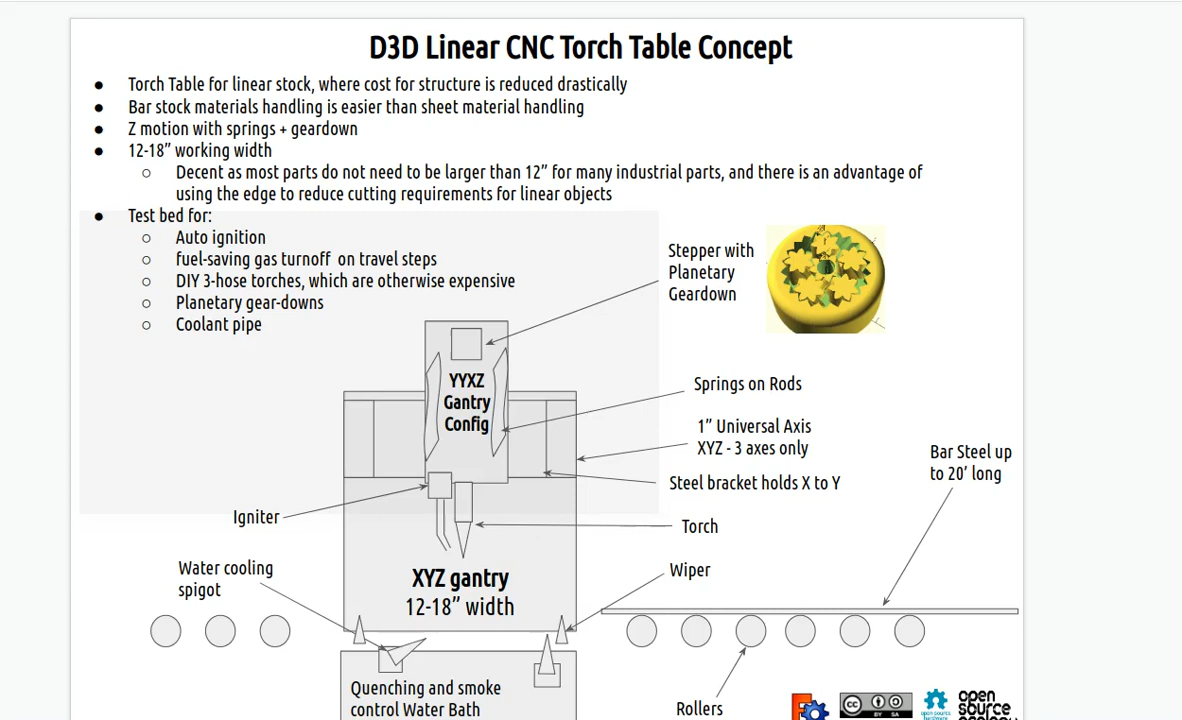 D3D Linear CNC Torch Table Concept
● Torch Table for linear stock, where cost for structure is reduced drastically
● Bar stock materials handling is easier than sheet material handling
● Z motion with springs + geardown
● 12-18” working width
○ Decent as most parts do not need to be larger than 12” for many industrial parts, and there is an advantage of
using the edge to reduce cutting requirements for linear objects
● Test bed for:
○ Auto ignition
○ fuel-saving gas turnoff on travel steps
○ DIY 3-hose torches, which are otherwise expensive
○ Planetary gear-downs
○ Coolant pipe
Stepper with
Planetary
Geardown
YYXZ
Gantry
Config
Springs on Rods
1” Universal Axis
XYZ - 3 axes only
Steel bracket holds X to Y
Bar Steel up
to 20’ long
Igniter
Torch
Water cooling
spigot
XYZ gantry
12-18” width
Wiper
Quenching and smoke
control Water Bath
Rollers
CC
BY SA
open source
hardware
open
source
ecology